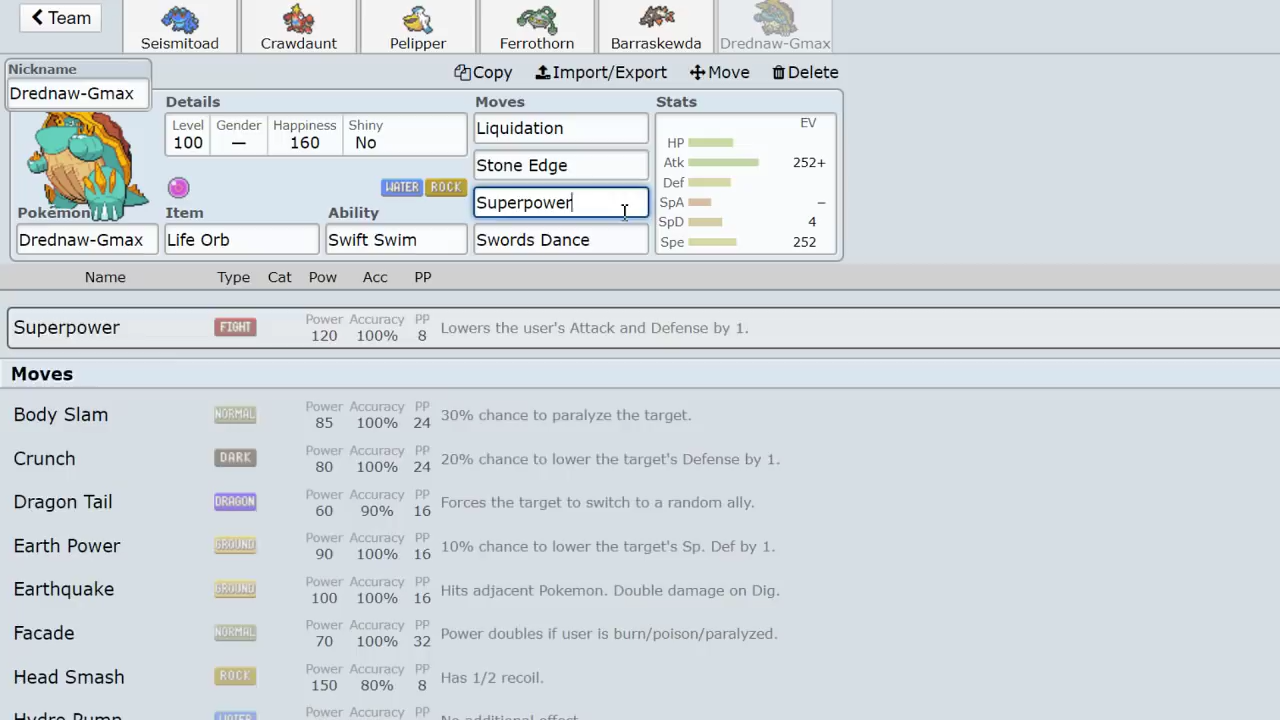 Team
Seismitoad
Crawdaunt
Pelipper
Ferrothorn
Barraskewda
Drednaw-Gmax
Nickname
Drednaw-Gmax
Copy
Import/Export
Move
Delete
Details
Level
100
Gender
—
Happiness
160
Shiny
No
WATER
ROCK
Pokémon
Drednaw-Gmax
Item
Life Orb
Ability
Swift Swim
Moves
Liquidation
Stone Edge
Superpower
Swords Dance
Stats
EV
HP
Atk 252+
Def
SpA –
SpD 4
Spe 252
Name Type Cat Pow Acc PP
Superpower FIGHT Power 120 Accuracy 100% PP 8 Lowers the user's Attack and Defense by 1.
Moves
Body Slam NORMAL Power 85 Accuracy 100% PP 24 30% chance to paralyze the target.
Crunch DARK Power 80 Accuracy 100% PP 24 20% chance to lower the target's Defense by 1.
Dragon Tail DRAGON Power 60 Accuracy 90% PP 16 Forces the target to switch to a random ally.
Earth Power GROUND Power 90 Accuracy 100% PP 16 10% chance to lower the target's Sp. Def by 1.
Earthquake GROUND Power 100 Accuracy 100% PP 16 Hits adjacent Pokemon. Double damage on Dig.
Facade NORMAL Power 70 Accuracy 100% PP 32 Power doubles if user is burn/poison/paralyzed.
Head Smash ROCK Power 150 Accuracy 80% PP 8 Has 1/2 recoil.
Hydro Pump WATER Power Accuracy PP No additional effect.